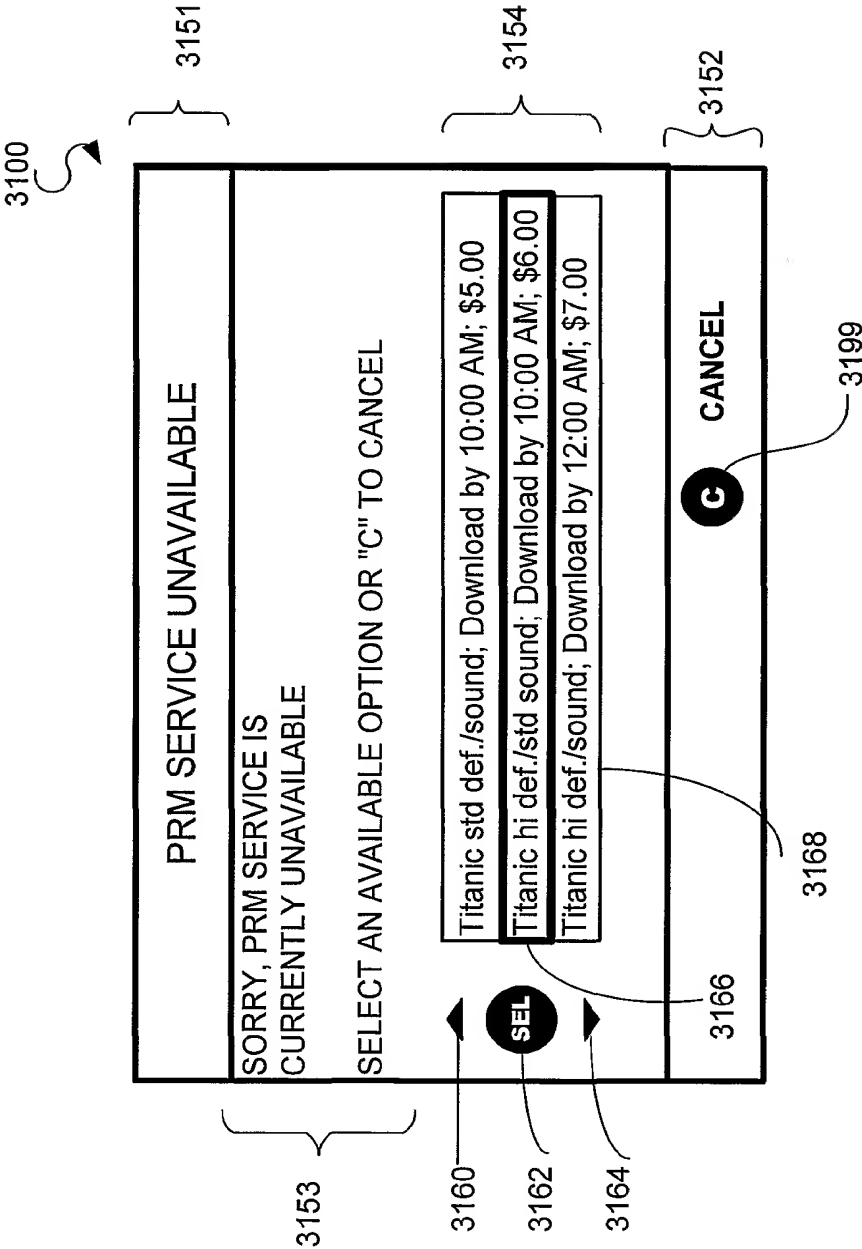 3100
PRM SERVICE UNAVAILABLE
3151
SORRY, PRM SERVICE IS
CURRENTLY UNAVAILABLE
SELECT AN AVAILABLE OPTION OR "C" TO CANCEL
3153
Titanic std def./sound; Download by 10:00 AM; $5.00
Titanic hi def./std sound; Download by 10:00 AM; $6.00
Titanic hi def./sound; Download by 12:00 AM; $7.00
3154
3160
SEL
3162
3164
3166
3168
C CANCEL
3152
3199